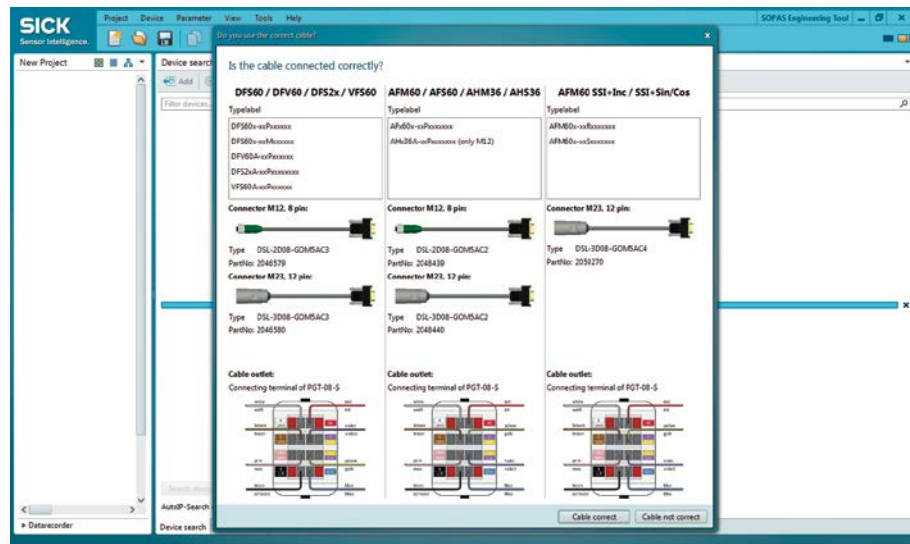 SICK
Sensor Intelligence.
Project Device Parameter View Tools Help
SOPAS Engineering Tool
New Project
Device search
Add
Filter devices...
Do you use the correct cable?
x
Is the cable connected correctly?
DFS60 / DFV60 / DFS2x / VFS60
Typelabel
DFS60x-xxPxxxxxx
DFS60x-xxMxxxxxx
DFV60A-xxPxxxxxx
DFS2xA-xxPxxxxxxx
VFS60A-xxPxxxxxx
Connector M12, 8 pin:
Type DSL-2D08-G0M5AC3
PartNo: 2046579
Connector M23, 12 pin:
Type DSL-3D08-G0M5AC3
PartNo: 2046580
Cable outlet:
Connecting terminal of PGT-08-S
AFM60 / AFS60 / AHM36 / AHS36
Typelabel
AFx60x-xxPxxxxxx
AHx36A-xxPxxxxxx (only M12)
Connector M12, 8 pin:
Type DSL-2D08-G0M5AC2
PartNo: 2048439
Connector M23, 12 pin:
Type DSL-3D08-G0M5AC2
PartNo: 2048440
Cable outlet:
Connecting terminal of PGT-08-S
AFM60 SSI+Inc / SSI+Sin/Cos
Typelabel
AFM60x-xxRxxxxxx
AFM60x-xxSxxxxxx
Connector M23, 12 pin:
Type DSL-3D08-G0M5AC4
PartNo: 2059270
Cable outlet:
Connecting terminal of PGT-08-S
Cable correct
Cable not correct
AutoIP-Search
Datarecorder
Device search